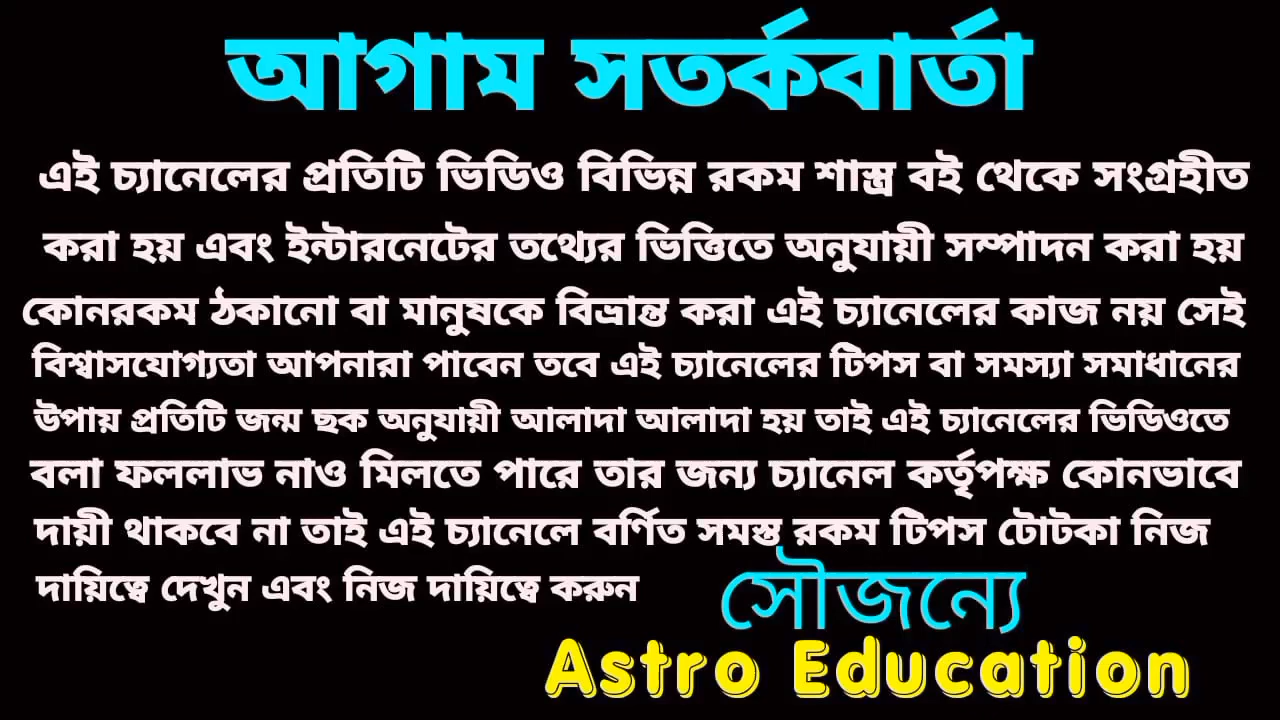 আগাম সতর্কবার্তা
এই চ্যানেলের প্রতিটি ভিডিও বিভিন্ন রকম শাস্ত্র বই থেকে সংগ্রহীত
করা হয় এবং ইন্টারনেটের তথ্যের ভিত্তিতে অনুযায়ী সম্পাদন করা হয়
কোনরকম ঠকানো বা মানুষকে বিভ্রান্ত করা এই চ্যানেলের কাজ নয় সেই
বিশ্বাসযোগ্যতা আপনারা পাবেন তবে এই চ্যানেলের টিপস বা সমস্যা সমাধানের
উপায় প্রতিটি জন্ম ছক অনুযায়ী আলাদা আলাদা হয় তাই এই চ্যানেলের ভিডিওতে
বলা ফললাভ নাও মিলতে পারে তার জন্য চ্যানেল কর্তৃপক্ষ কোনভাবে
দায়ী থাকবে না তাই এই চ্যানেলে বর্ণিত সমস্ত রকম টিপস টোটকা নিজ
দায়িত্বে দেখুন এবং নিজ দায়িত্বে করুন
সৌজন্যে
Astro Education